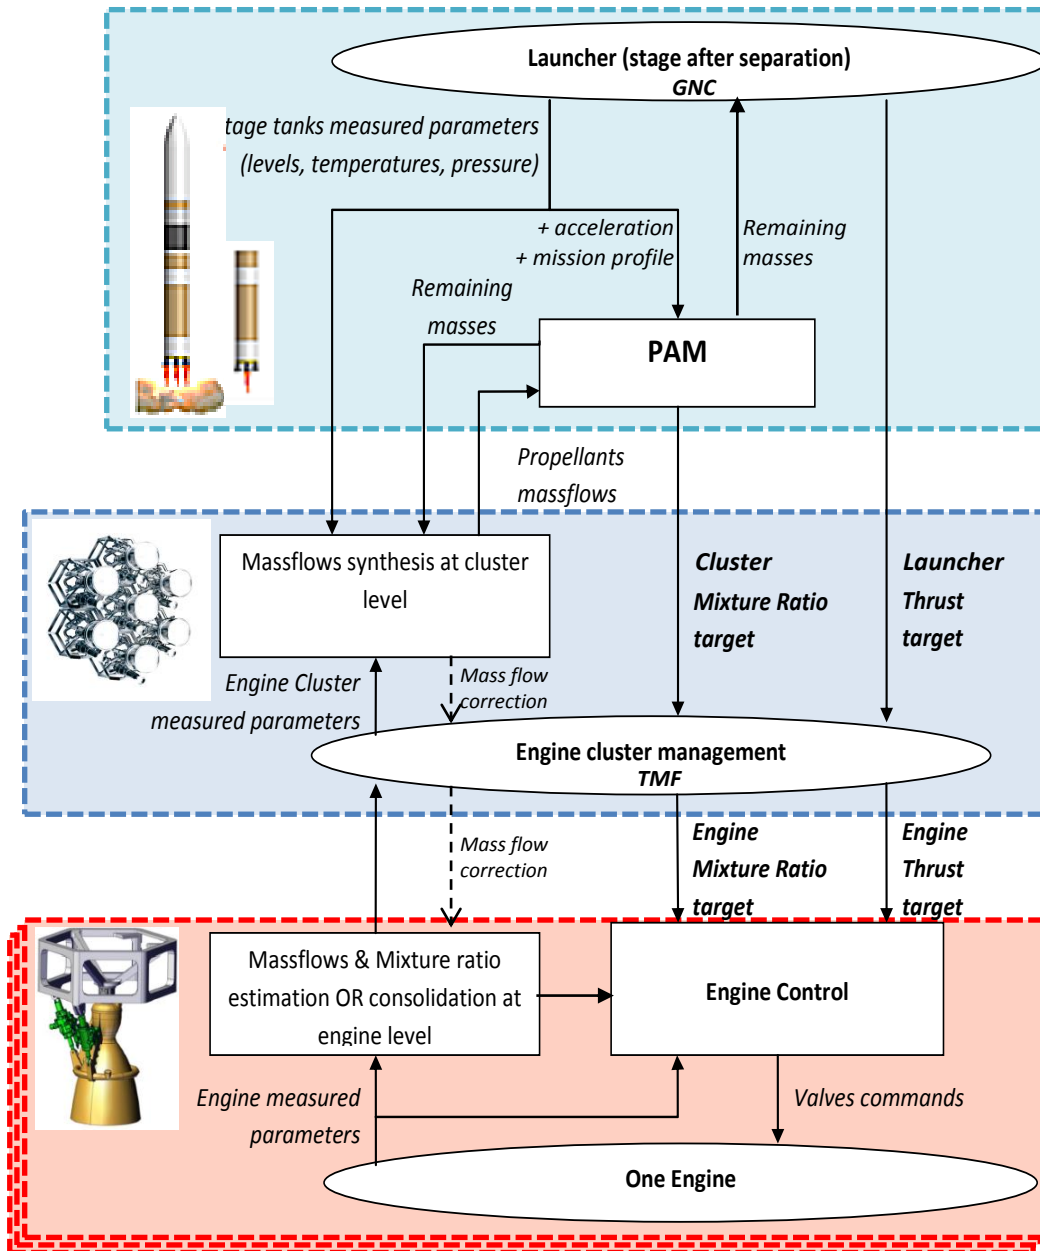 Launcher (stage after separation)
GNC
tage tanks measured parameters
(levels, temperatures, pressure)
+ acceleration
+ mission profile
Remaining
masses
Remaining
masses
PAM
Propellants
massflows
Massflows synthesis at cluster
level
Cluster
Mixture Ratio
target
Launcher
Thrust
target
Engine Cluster
measured parameters
Mass flow
correction
Engine cluster management
TMF
Mass flow
correction
Engine
Mixture Ratio
target
Engine
Thrust
target
Massflows & Mixture ratio
estimation OR consolidation at
engine level
Engine Control
Engine measured
parameters
Valves commands
One Engine